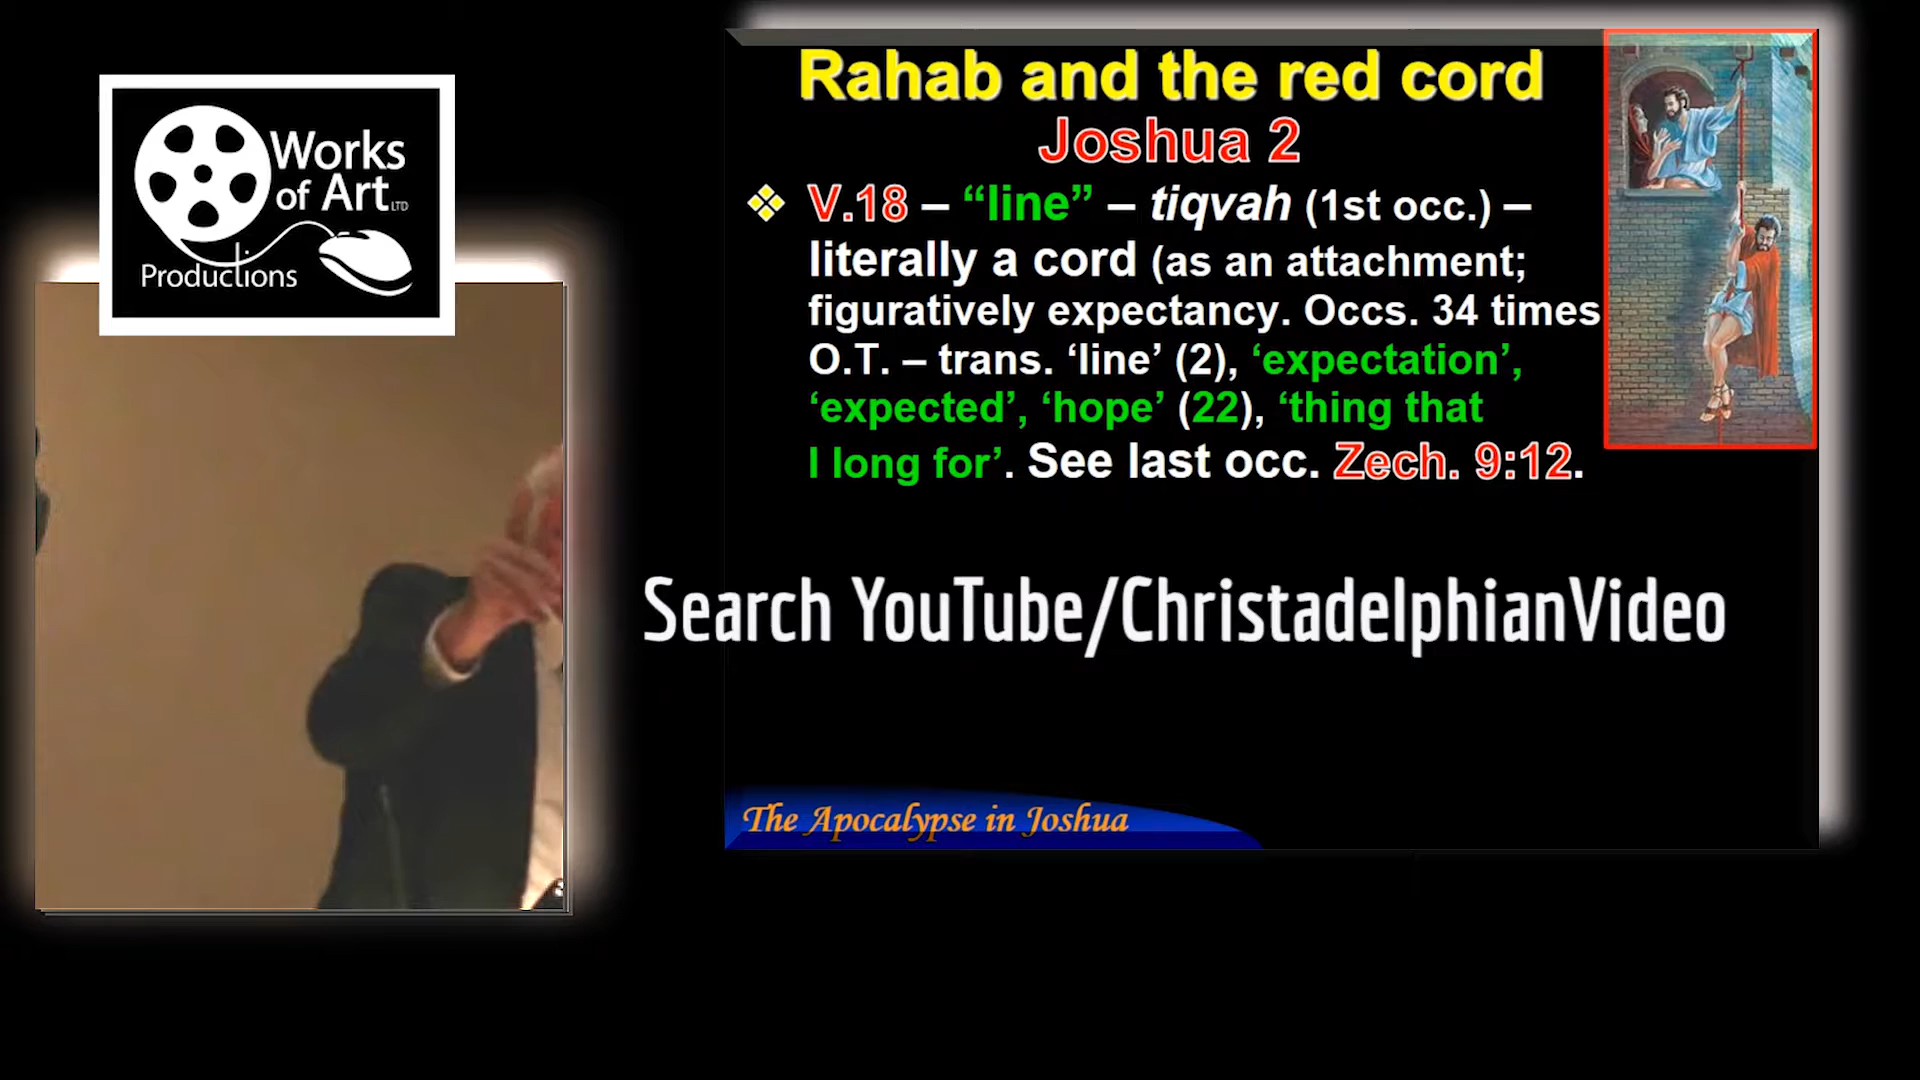 Works
of Art LTD
Productions
Rahab and the red cord
Joshua 2
❖ V.18 – “line” – tiqvah (1st occ.) –
literally a cord (as an attachment;
figuratively expectancy. Occs. 34 times
O.T. – trans. ‘line’ (2), ‘expectation’,
‘expected’, ‘hope’ (22), ‘thing that
I long for’. See last occ. Zech. 9:12.
Search YouTube/ChristadelphianVideo
The Apocalypse in Joshua